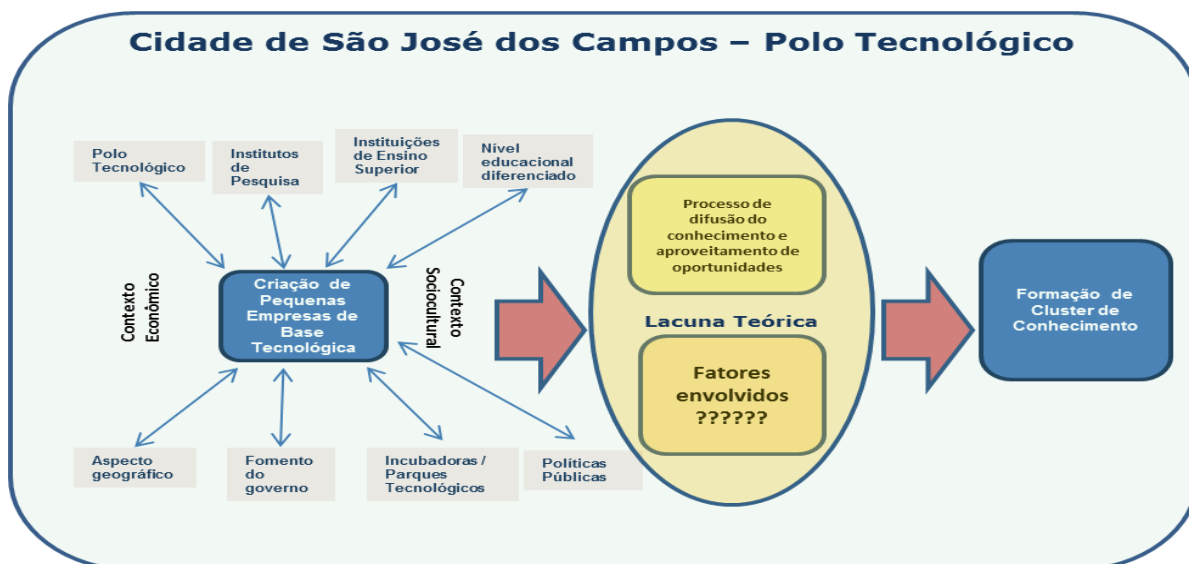 Cidade de São José dos Campos – Polo Tecnológico
Polo
Tecnológico
Institutos
de
Pesquisa
Instituições
de Ensino
Superior
Nível
educacional
diferenciado
Contexto
Econômico
Criação de
Pequenas
Empresas de
Base
Tecnológica
Contexto
Sociocultural
Aspecto
geográfico
Fomento
do
governo
Incubadoras /
Parques
Tecnológicos
Políticas
Públicas
Processo de
difusão do
conhecimento e
aproveitamento de
oportunidades
Lacuna Teórica
Fatores
envolvidos
??????
Formação de
Cluster de
Conhecimento